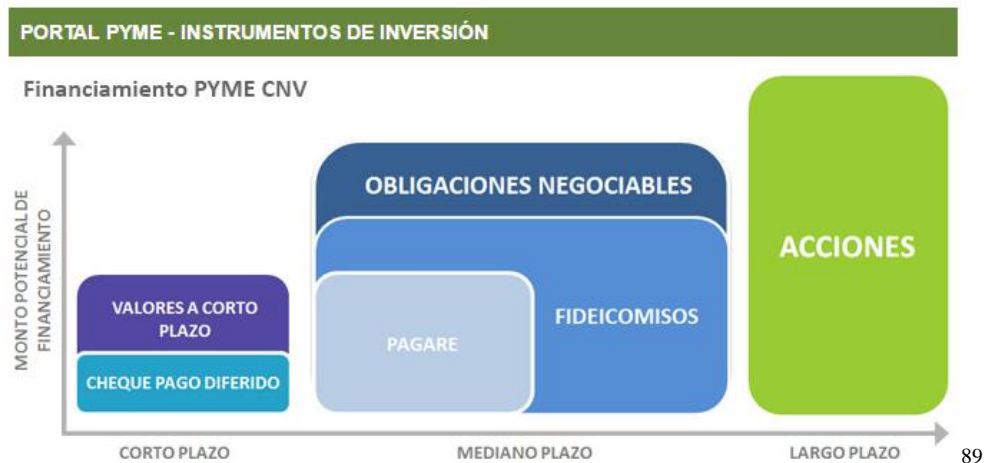 PORTAL PYME - INSTRUMENTOS DE INVERSIÓN
Financiamiento PYME CNV
MONTO POTENCIAL DE
FINANCIAMIENTO
OBLIGACIONES NEGOCIABLES
ACCIONES
VALORES A CORTO
PLAZO
FIDEICOMISOS
PAGARE
CHEQUE PAGO DIFERIDO
CORTO PLAZO
MEDIANO PLAZO
LARGO PLAZO
89